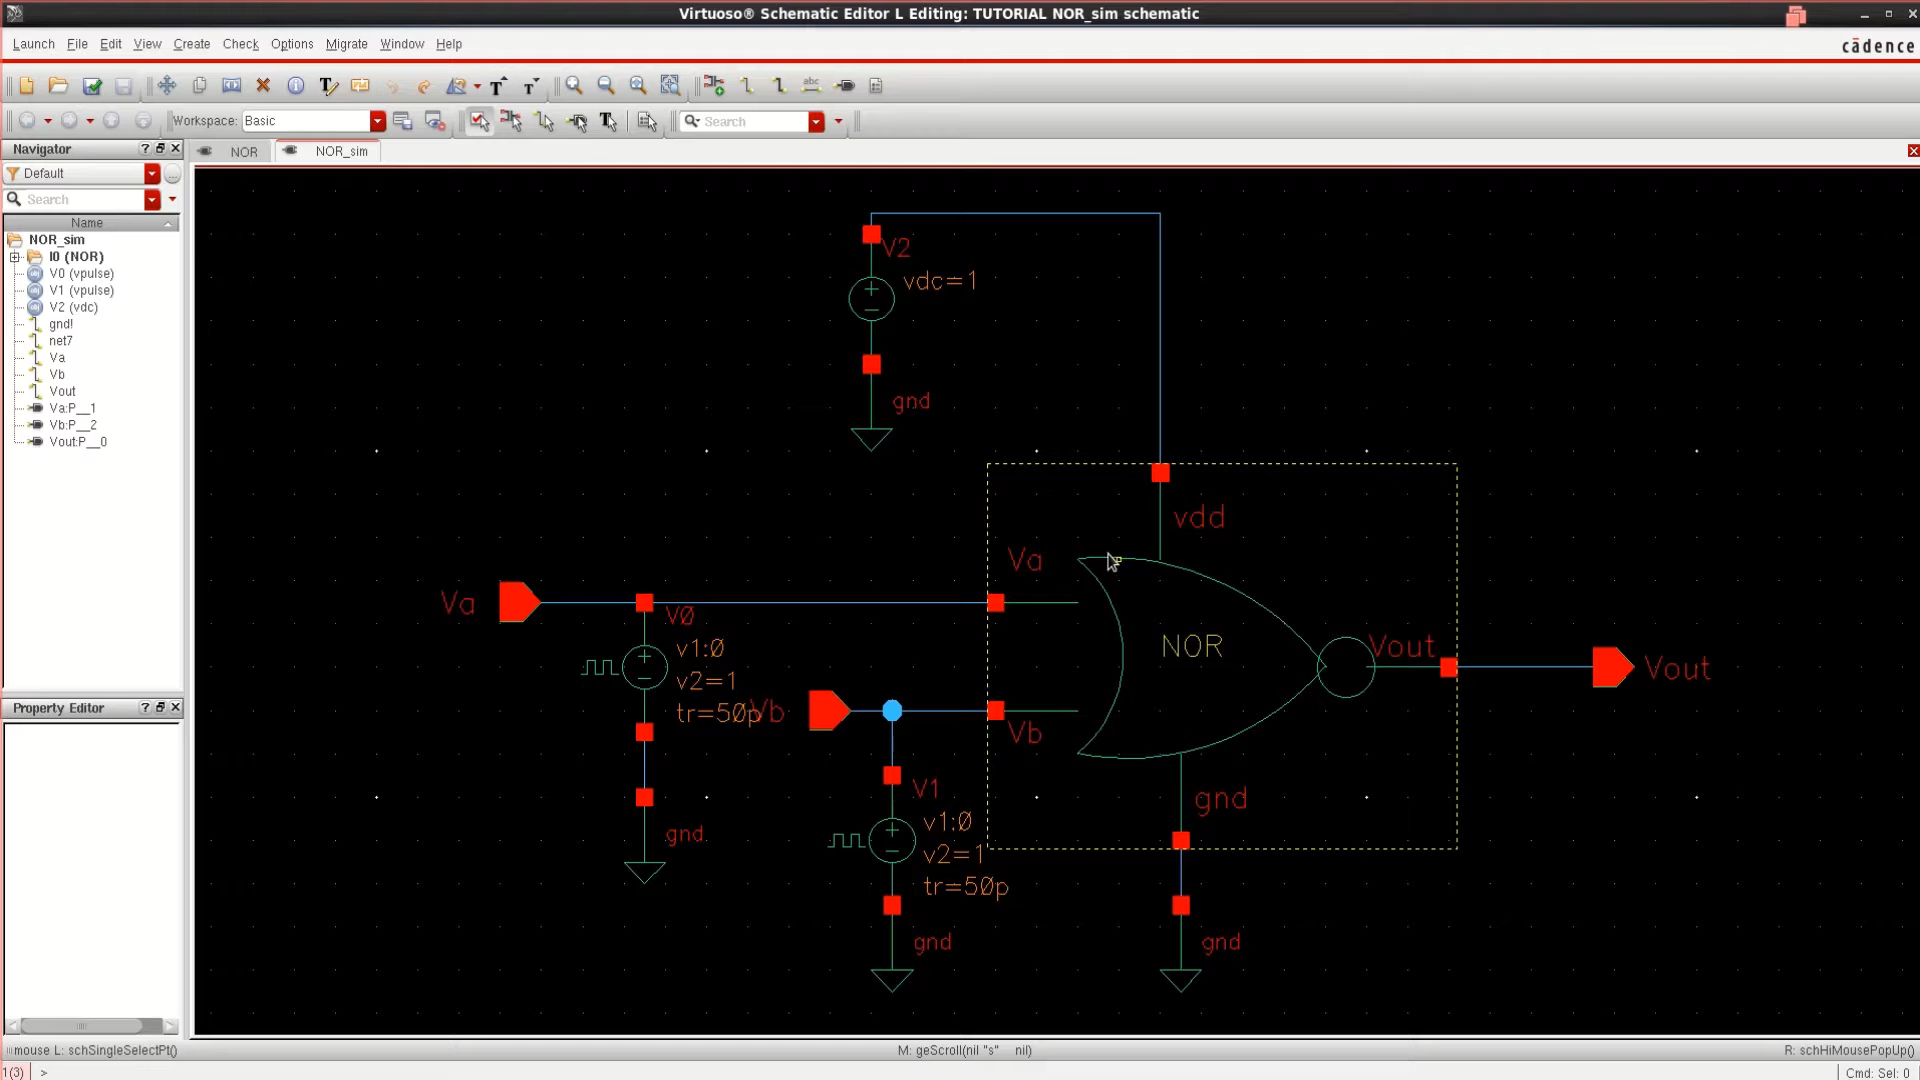 Virtuoso® Schematic Editor L Editing: TUTORIAL NOR_sim schematic
Launch File Edit View Create Check Options Migrate Window Help
cādence
Workspace: Basic
Search
Navigator
NOR
NOR_sim
Default
Search
Name
NOR_sim
I0 (NOR)
V0 (vpulse)
V1 (vpulse)
V2 (vdc)
gnd!
net7
Va
Vb
Vout
Va:P__1
Vb:P__2
Vout:P__0
Property Editor
V2
vdc=1
gnd
vdd
Va
Va
V0
v1:0
v2=1
tr=50p
gnd
NOR
Vout
Vout
Vb
Vb
V1
v1:0
v2=1
tr=50p
gnd
gnd
gnd
mouse L: schSingleSelectPt()
M: geScroll(nil "s" nil)
R: schHiMousePopUp()
1(3) >
Cmd: Sel: 0